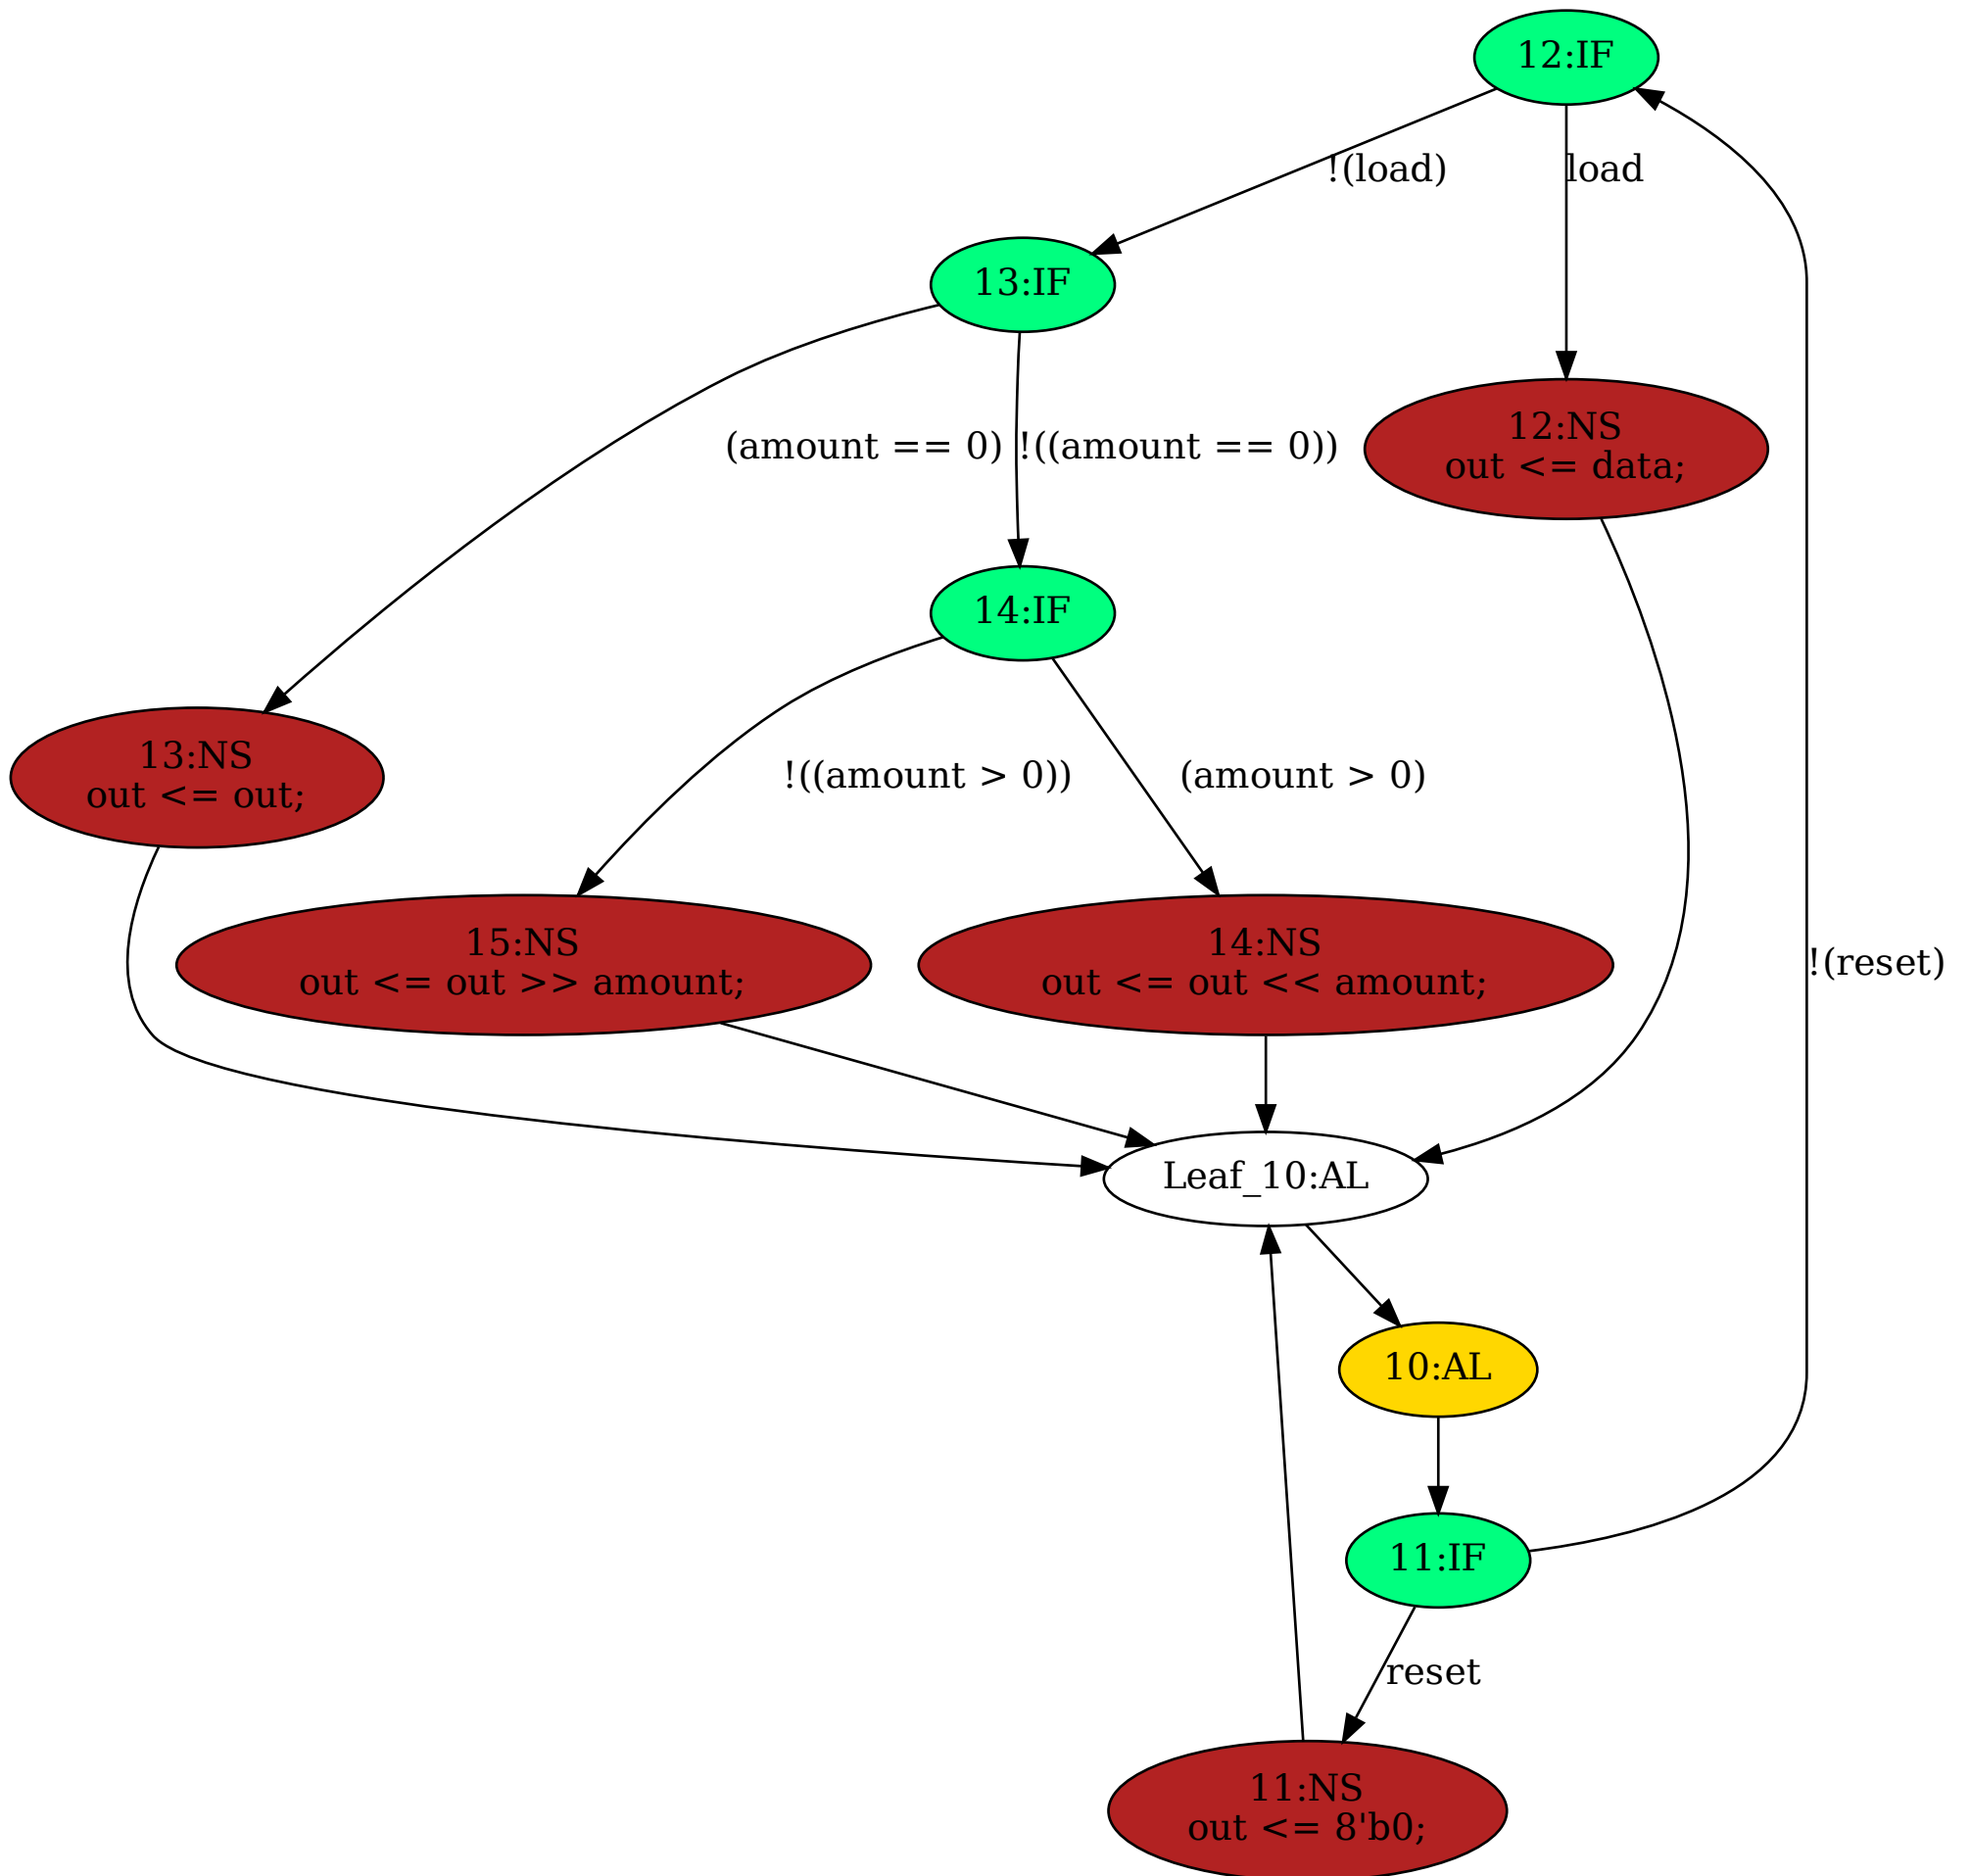 12:IF
!(load)
load
13:IF
12:NS
out <= data;
(amount == 0)
!((amount == 0))
14:IF
13:NS
out <= out;
!((amount > 0))
(amount > 0)
15:NS
out <= out >> amount;
14:NS
out <= out << amount;
!(reset)
Leaf_10:AL
10:AL
11:IF
reset
11:NS
out <= 8'b0;